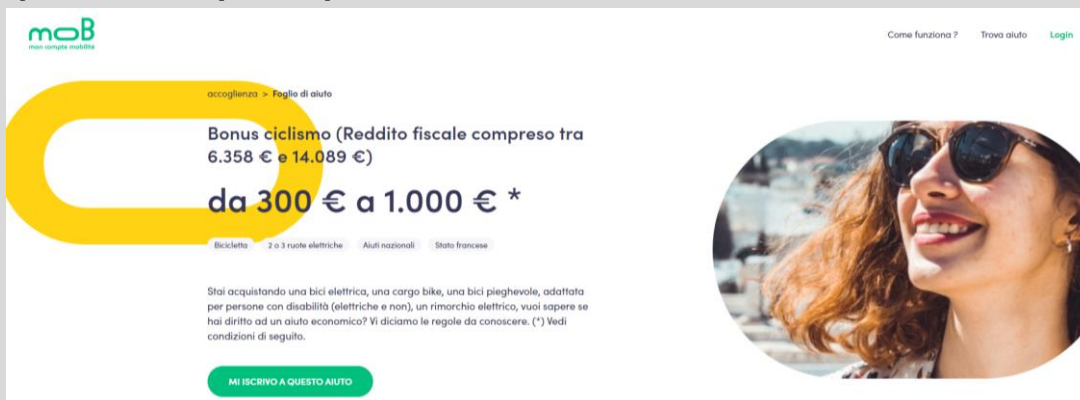 moB
mon compte mobilité
Come funziona ?
Trova aiuto
Login
accoglienza > Foglio di aiuto
Bonus ciclismo (Reddito fiscale compreso tra
6.358 € e 14.089 €)
da 300 € a 1.000 € *
Bicicletta
2 o 3 ruote elettriche
Aiuti nazionali
Stato francese
Stai acquistando una bici elettrica, una cargo bike, una bici pieghevole, adattata
per persone con disabilità (elettriche e non), un rimorchio elettrico, vuoi sapere se
hai diritto ad un aiuto economico? Vi diciamo le regole da conoscere. (*) Vedi
condizioni di seguito.
MI ISCRIVO A QUESTO AIUTO